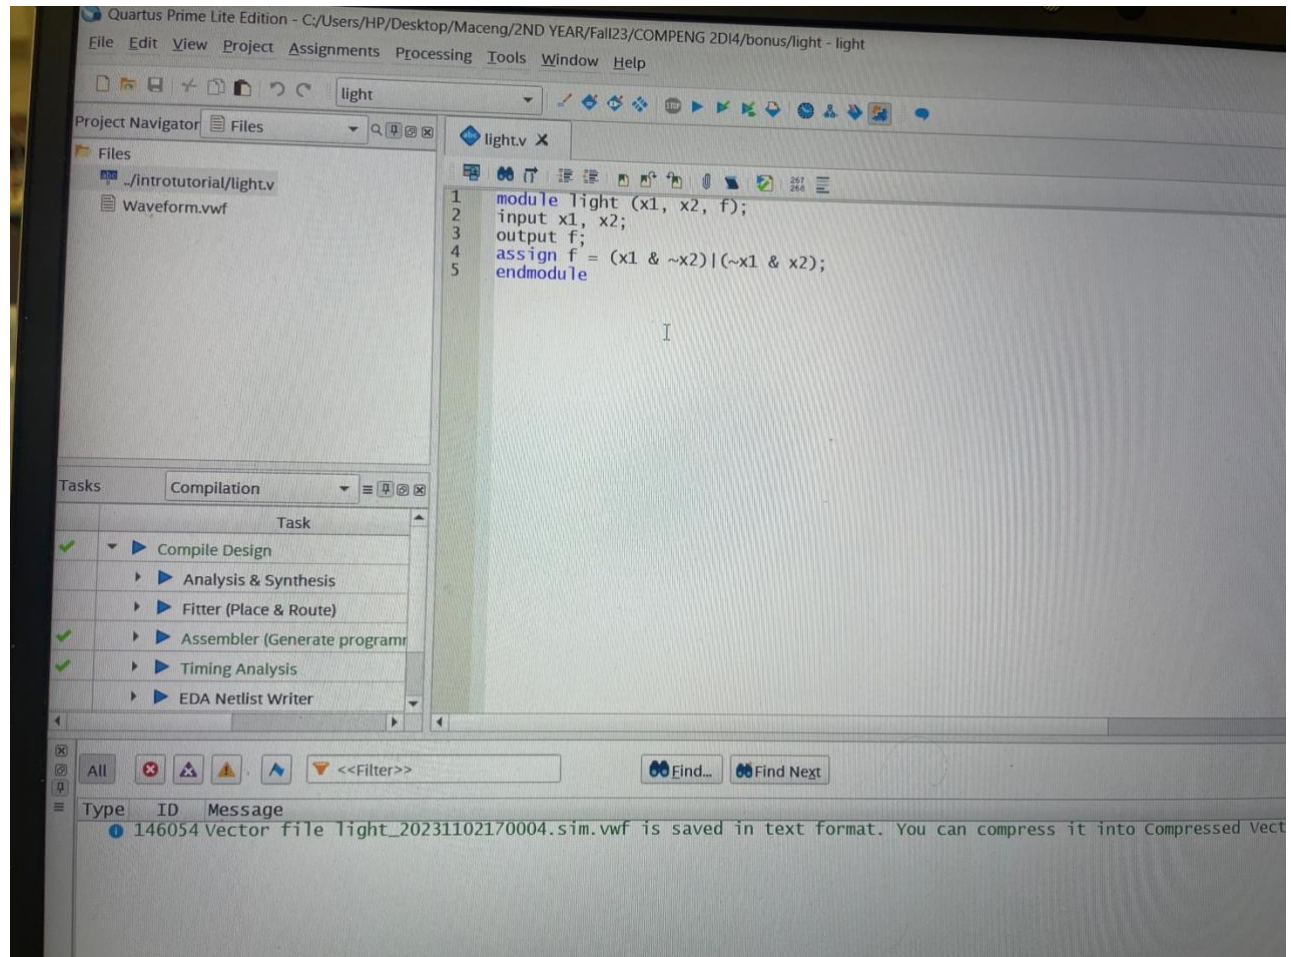 Quartus Prime Lite Edition - C:/Users/HP/Desktop/Maceng/2ND YEAR/Fall23/COMPENG 2DI4/bonus/light - light
File Edit View Project Assignments Processing Tools Window Help
light
Project Navigator Files
Files
../introtutorial/light.v
Waveform.vwf
light.v
267
268
1 module light (x1, x2, f);
2 input x1, x2;
3 output f;
4 assign f = (x1 & ~x2)|(~x1 & x2);
5 endmodule
Tasks Compilation
Task
Compile Design
Analysis & Synthesis
Fitter (Place & Route)
Assembler (Generate programr
Timing Analysis
EDA Netlist Writer
All <<Filter>> Find... Find Next
Type ID Message
146054 Vector file light_20231102170004.sim.vwf is saved in text format. You can compress it into Compressed Vect